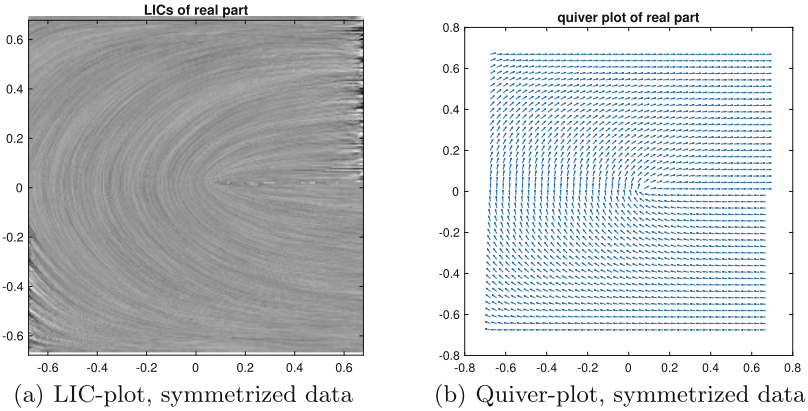 LICs of real part
0.6
0.4
0.2
0
-0.2
-0.4
-0.6
-0.6 -0.4 -0.2 0 0.2 0.4 0.6
(a) LIC-plot, symmetrized data
quiver plot of real part
0.8
0.6
0.4
0.2
0
-0.2
-0.4
-0.6
-0.8
-0.8 -0.6 -0.4 -0.2 0 0.2 0.4 0.6 0.8
(b) Quiver-plot, symmetrized data